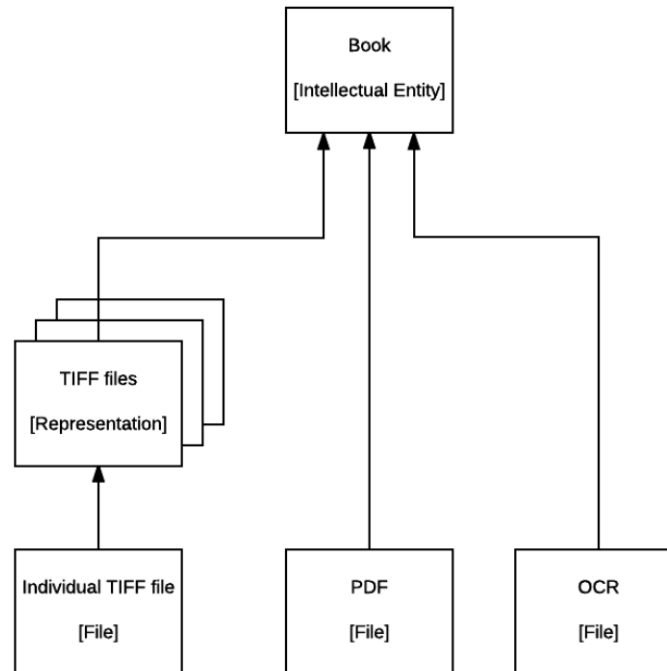 Book
[Intellectual Entity]
TIFF files
[Representation]
Individual TIFF file
[File]
PDF
[File]
OCR
[File]